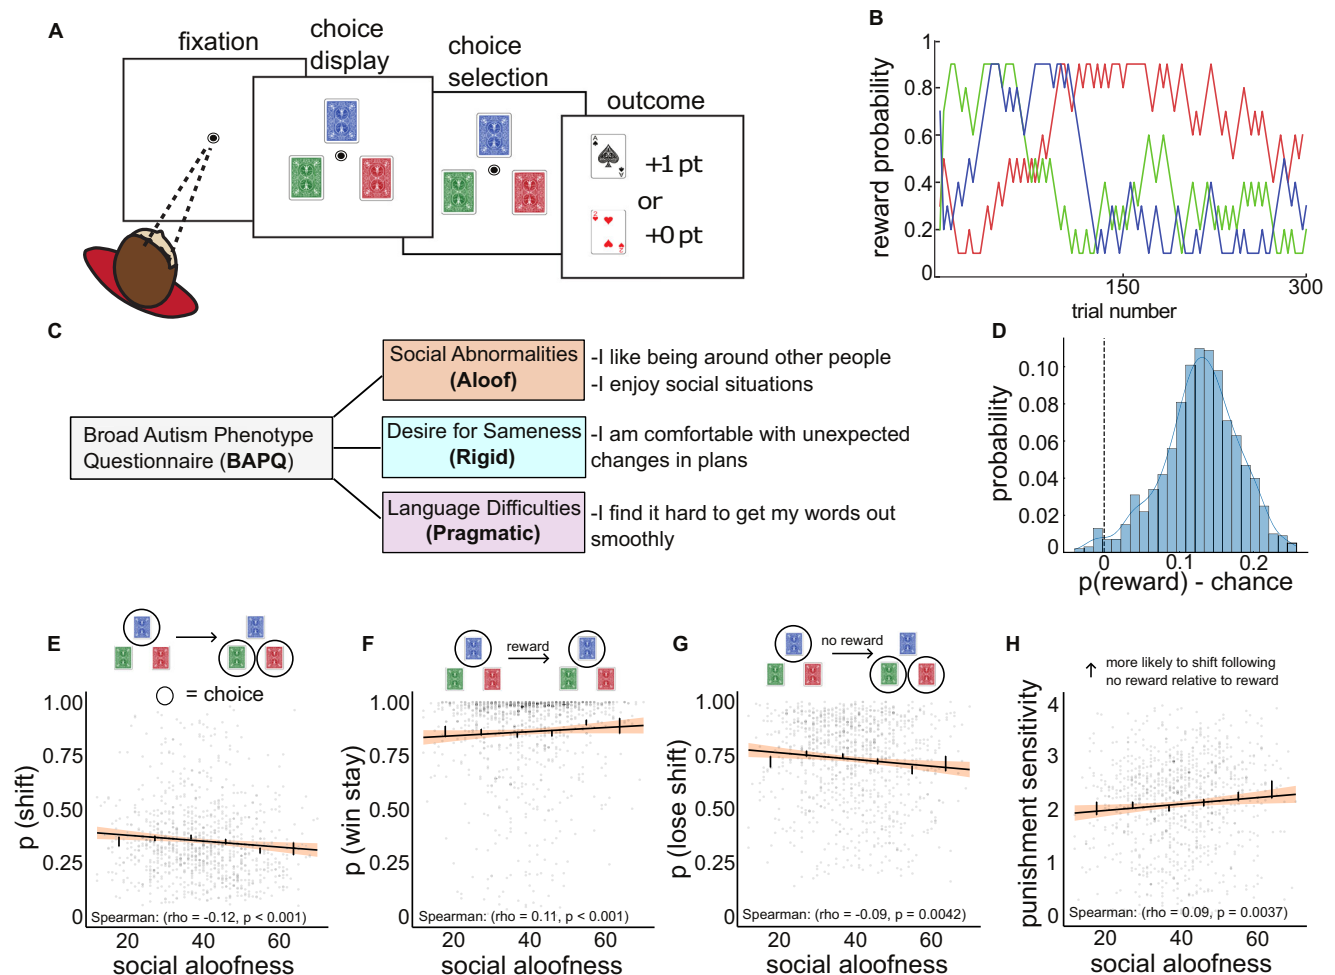 A
fixation
choice
display
choice
selection
outcome
+1 pt
or
+0 pt
B
reward probability
1
0.8
0.6
0.4
0.2
0
150
300
trial number
C
Broad Autism Phenotype
Questionnaire (BAPQ)
Social Abnormalities
(Aloof)
-I like being around other people
-I enjoy social situations
Desire for Sameness
(Rigid)
-I am comfortable with unexpected
changes in plans
Language Difficulties
(Pragmatic)
-I find it hard to get my words out
smoothly
D
probability
0.10
0.08
0.06
0.04
0.02
0
0
0.1
0.2
p(reward) - chance
E
= choice
p (shift)
1.00
0.75
0.50
0.25
0
Spearman: (rho = -0.12, p < 0.001)
20
40
60
social aloofness
F
reward
p (win stay)
1.00
0.75
0.50
0.25
0
Spearman: (rho = 0.11, p < 0.001)
20
40
60
social aloofness
G
no reward
p (lose shift)
1.00
0.75
0.50
0.25
0
Spearman: (rho = -0.09, p = 0.0042)
20
40
60
social aloofness
H
more likely to shift following
no reward relative to reward
punishment sensitivity
4
3
2
1
0
Spearman: (rho = 0.09, p = 0.0037)
20
40
60
social aloofness